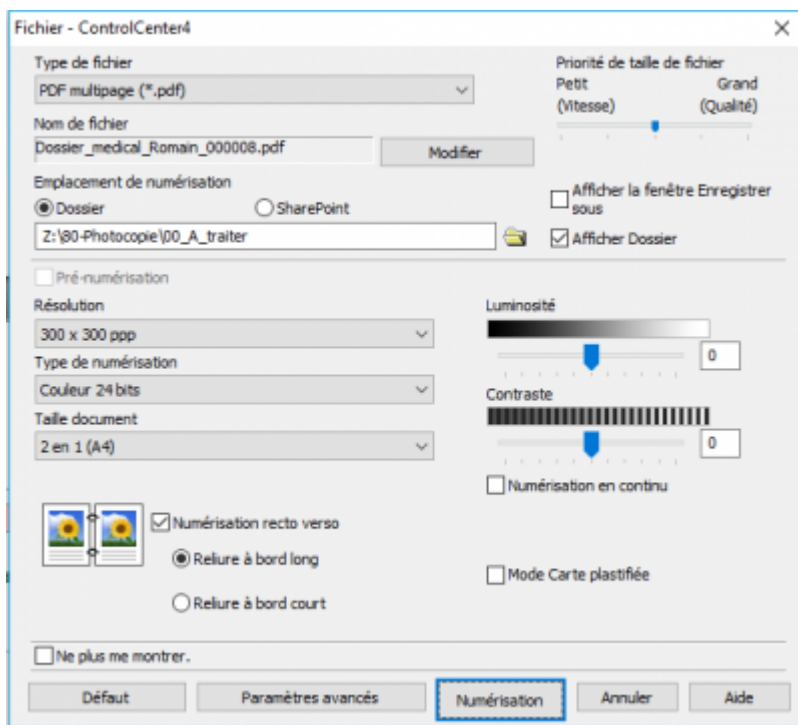 Fichier - ControlCenter4
Type de fichier
PDF multipage (*.pdf)
Priorité de taille de fichier
Petit Grand
(Vitesse) (Qualité)
Nom de fichier
Dossier_medical_Romain_000008.pdf
Modifier
Emplacement de numérisation
Dossier SharePoint
Afficher la fenêtre Enregistrer
sous
Z:\80-Photocopie\00_A_traiter
Afficher Dossier
Pré-numérisation
Résolution
300 x 300 ppp
Type de numérisation
Couleur 24 bits
Taille document
2 en 1 (A4)
Luminosité
0
Contraste
0
Numérisation en continu
Numérisation recto verso
Reliure à bord long
Reliure à bord court
Mode Carte plastifiée
Ne plus me montrer.
Défaut Paramètres avancés Numérisation Annuler Aide